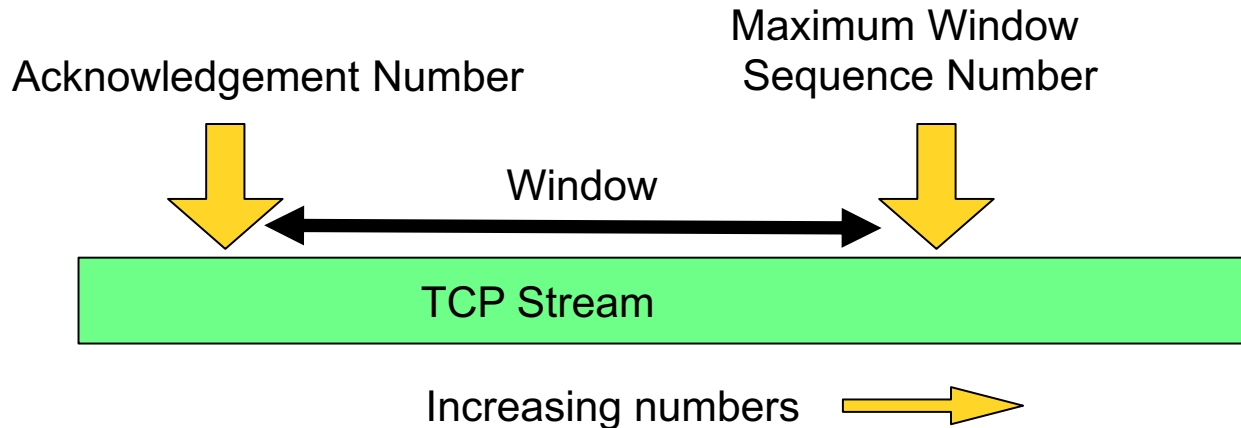 Maximum Window
Sequence Number
Acknowledgement Number
Window
TCP Stream
Increasing numbers